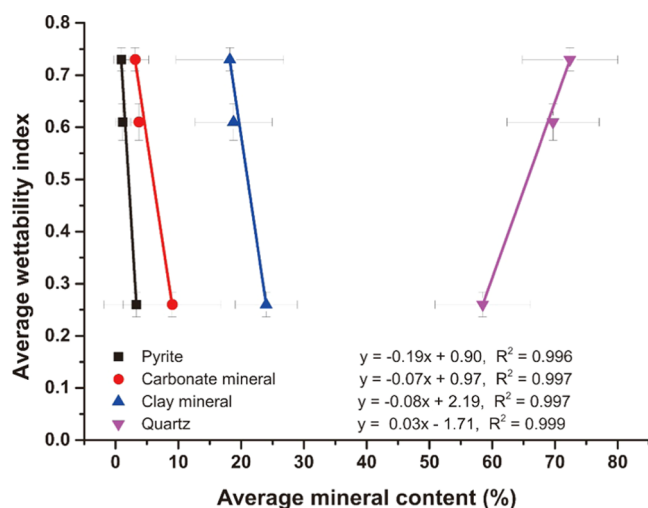 0.8
0.7
0.6
0.5
0.4
0.3
0.2
0.1
0.0
Average wettability index
Pyrite y = -0.19x + 0.90, R² = 0.996
Carbonate mineral y = -0.07x + 0.97, R² = 0.997
Clay mineral y = -0.08x + 2.19, R² = 0.997
Quartz y = 0.03x - 1.71, R² = 0.999
0 10 20 30 40 50 60 70 80
Average mineral content (%)